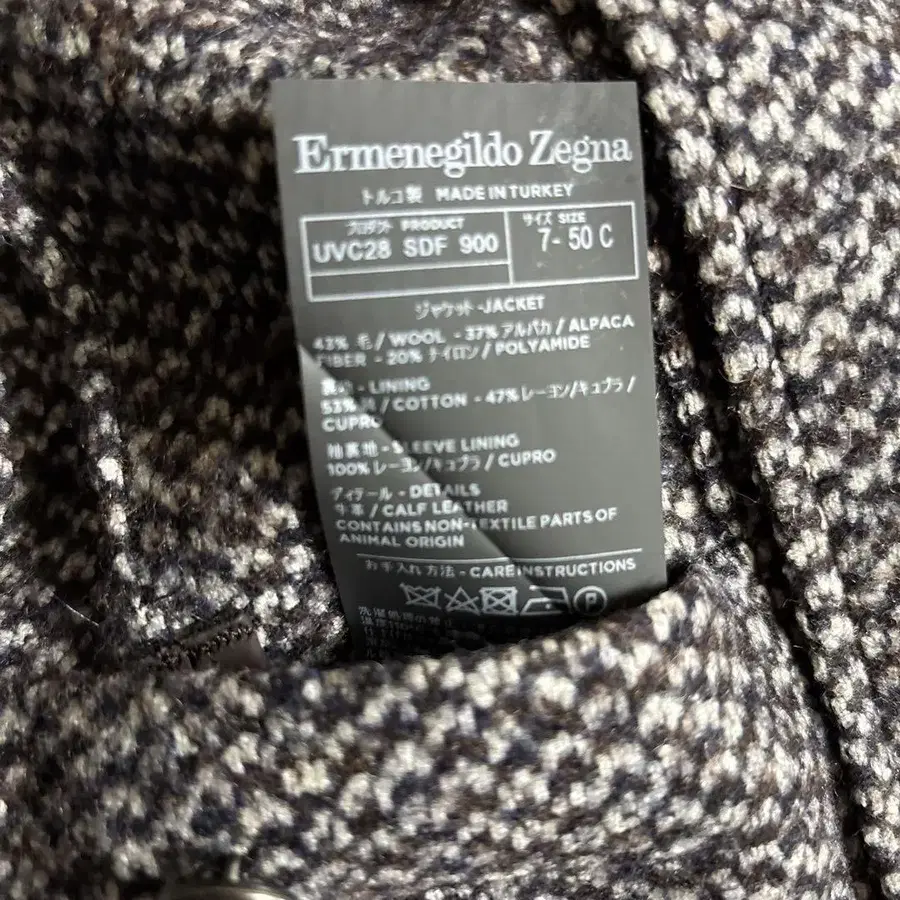 Ermenegildo Zegna
トルコ製 MADE IN TURKEY
プロダクト PRODUCT
サイズ SIZE
UVC28 SDF 900
7-50 C
ジャケット-JACKET
43% 毛/WOOL -37%アルパカ/ALPACA
FIBER - 20% ナイロン/POLYAMIDE
裏地 - LINING
53% 綿/COTTON - 47%レーヨン/キュプラ/
CUPRO
袖裏地 - SLEEVE LINING
100%レーヨン/キュプラ/CUPRO
ディテール - DETAILS
牛革/CALF LEATHER
CONTAINS NON-TEXTILE PARTS OF
ANIMAL ORIGIN
お手入れ方法 - CARE INSTRUCTIONS
P